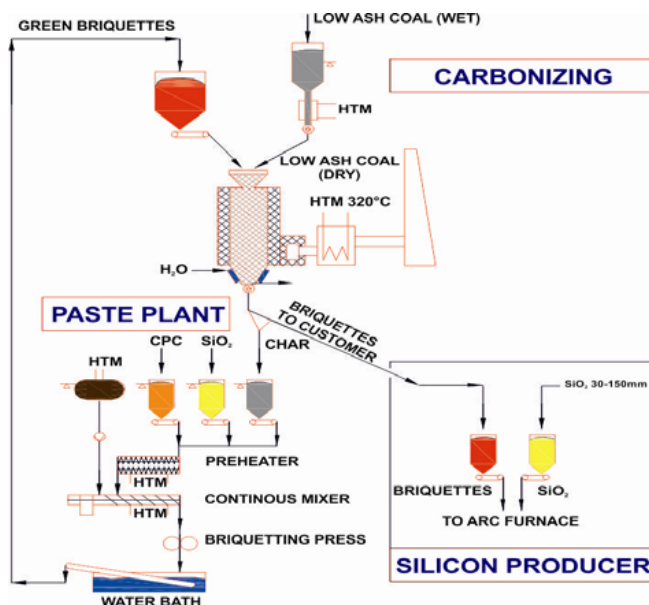 LOW ASH COAL (WET)
GREEN BRIQUETTES
CARBONIZING
HTM
LOW ASH COAL
(DRY)
HTM 320°C
H₂O
BRIQUETTES
TO CUSTOMER
PASTE PLANT
CPC
SiO₂
CHAR
HTM
SiO₂ 30-150mm
PREHEATER
HTM
BRIQUETTES
SiO₂
CONTINOUS MIXER
HTM
TO ARC FURNACE
BRIQUETTING PRESS
SILICON PRODUCER
WATER BATH